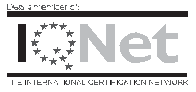 IQNet
THE INTERNATIONAL CERTIFICATION NETWORK